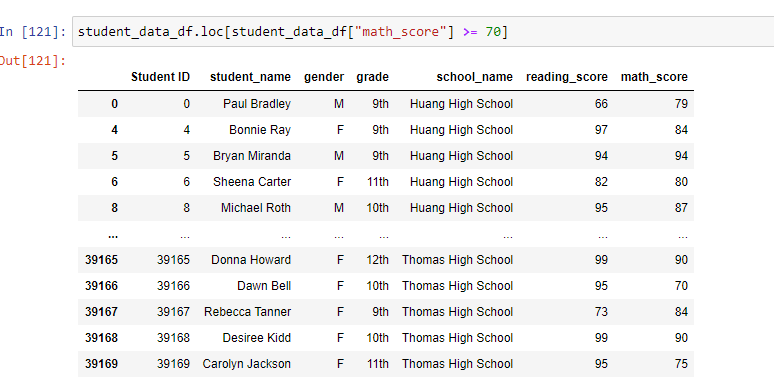 In [121]: student_data_df.loc[student_data_df["math_score"] >= 70]
Out[121]:
Student ID student_name gender grade school_name reading_score math_score
0 0 Paul Bradley M 9th Huang High School 66 79
4 4 Bonnie Ray F 9th Huang High School 97 84
5 5 Bryan Miranda M 9th Huang High School 94 94
6 6 Sheena Carter F 11th Huang High School 82 80
8 8 Michael Roth M 10th Huang High School 95 87
... ... ... ... ... ... ... ...
39165 39165 Donna Howard F 12th Thomas High School 99 90
39166 39166 Dawn Bell F 10th Thomas High School 95 70
39167 39167 Rebecca Tanner F 9th Thomas High School 73 84
39168 39168 Desiree Kidd F 10th Thomas High School 99 90
39169 39169 Carolyn Jackson F 11th Thomas High School 95 75